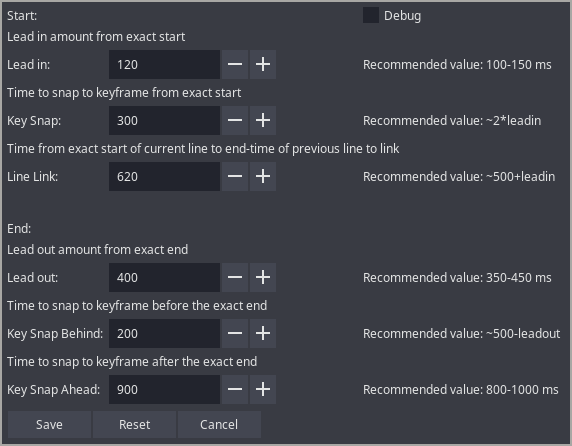 Start: Debug
Lead in amount from exact start
Lead in: 120 Recommended value: 100-150 ms
Time to snap to keyframe from exact start
Key Snap: 300 Recommended value: ~2*leadin
Time from exact start of current line to end-time of previous line to link
Line Link: 620 Recommended value: ~500+leadin
End:
Lead out amount from exact end
Lead out: 400 Recommended value: 350-450 ms
Time to snap to keyframe before the exact end
Key Snap Behind: 200 Recommended value: ~500-leadout
Time to snap to keyframe after the exact end
Key Snap Ahead: 900 Recommended value: 800-1000 ms
Save Reset Cancel